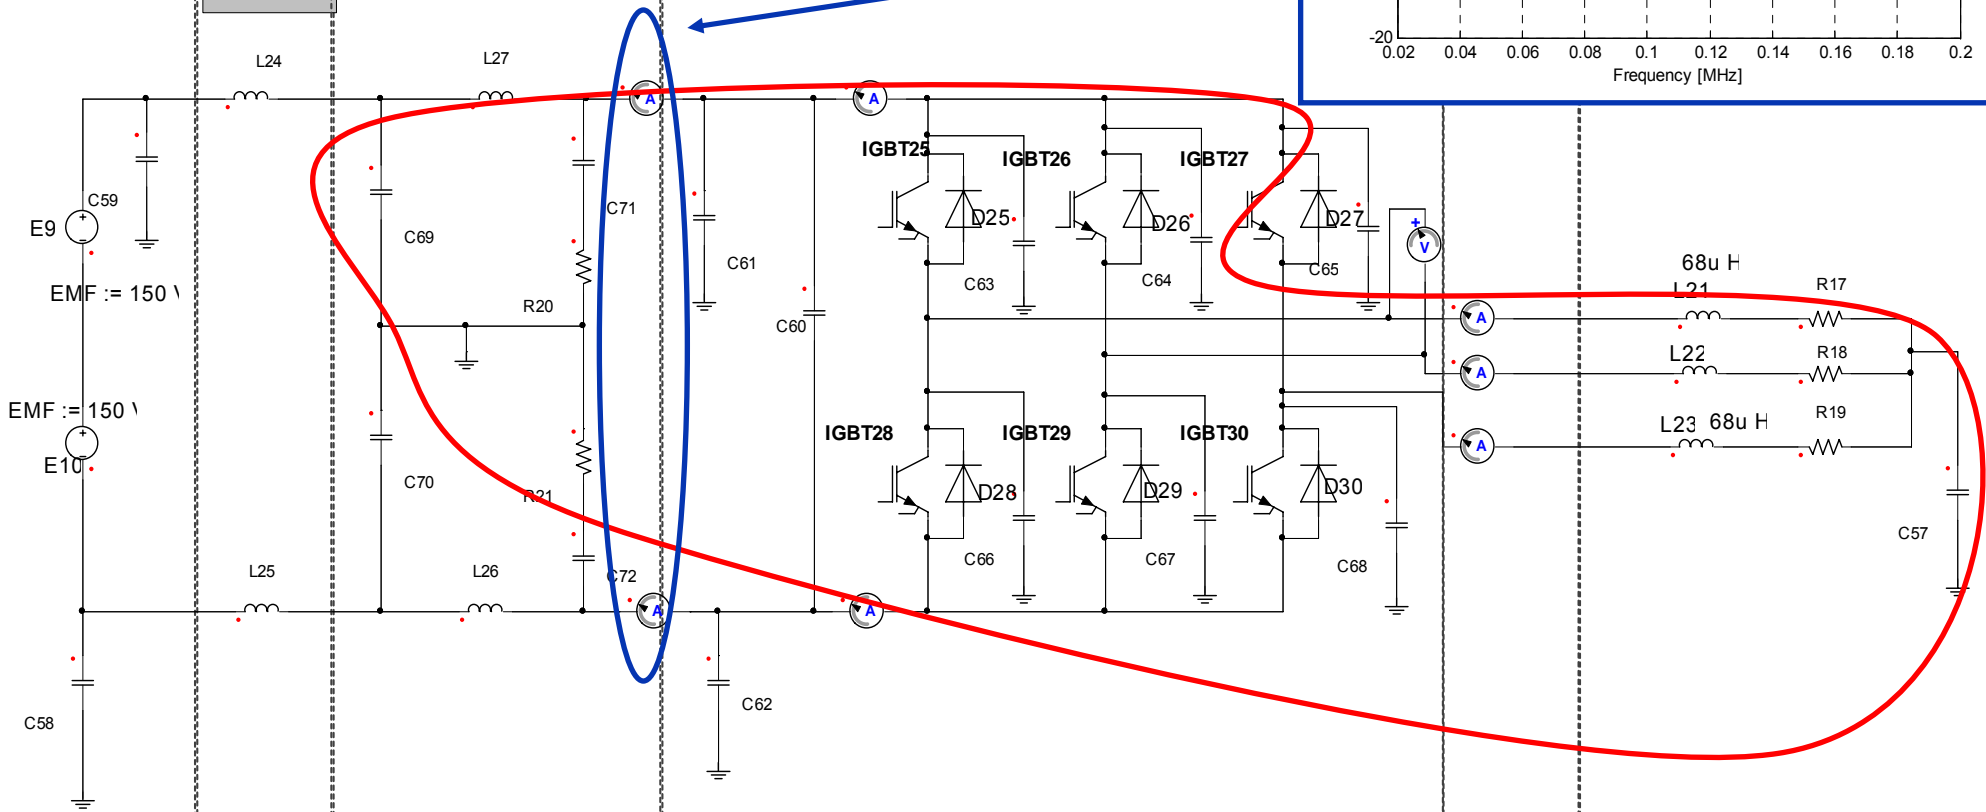 -20
0.02 0.04 0.06 0.08 0.1 0.12 0.14 0.16 0.18 0.2
Frequency [MHz]
L24
L27
A
A
IGBT25
IGBT26
IGBT27
C59
E9
+
C71
D25
D26
D27
+
V
C69
C61
C63
C64
C65
68u H
L21
R17
EMF := 150 V
R20
C60
A
L22
R18
A
EMF := 150 V
IGBT28
IGBT29
IGBT30
L23
68u H
R19
A
+
E10
C70
R21
D28
D29
D30
C57
C66
C67
C68
L25
L26
C72
A
A
C58
C62